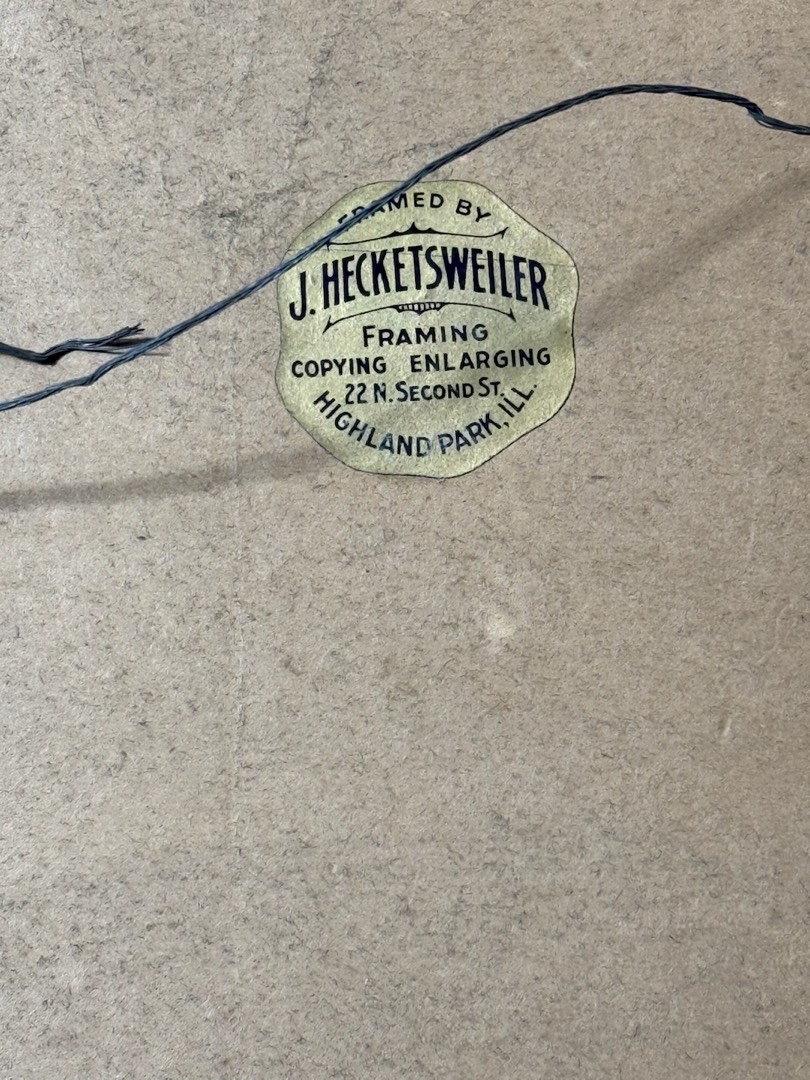 FRAMED BY
J. HECKETSWEILER
FRAMING
COPYING ENLARGING
22 N. SECOND ST.
HIGHLAND PARK, ILL.